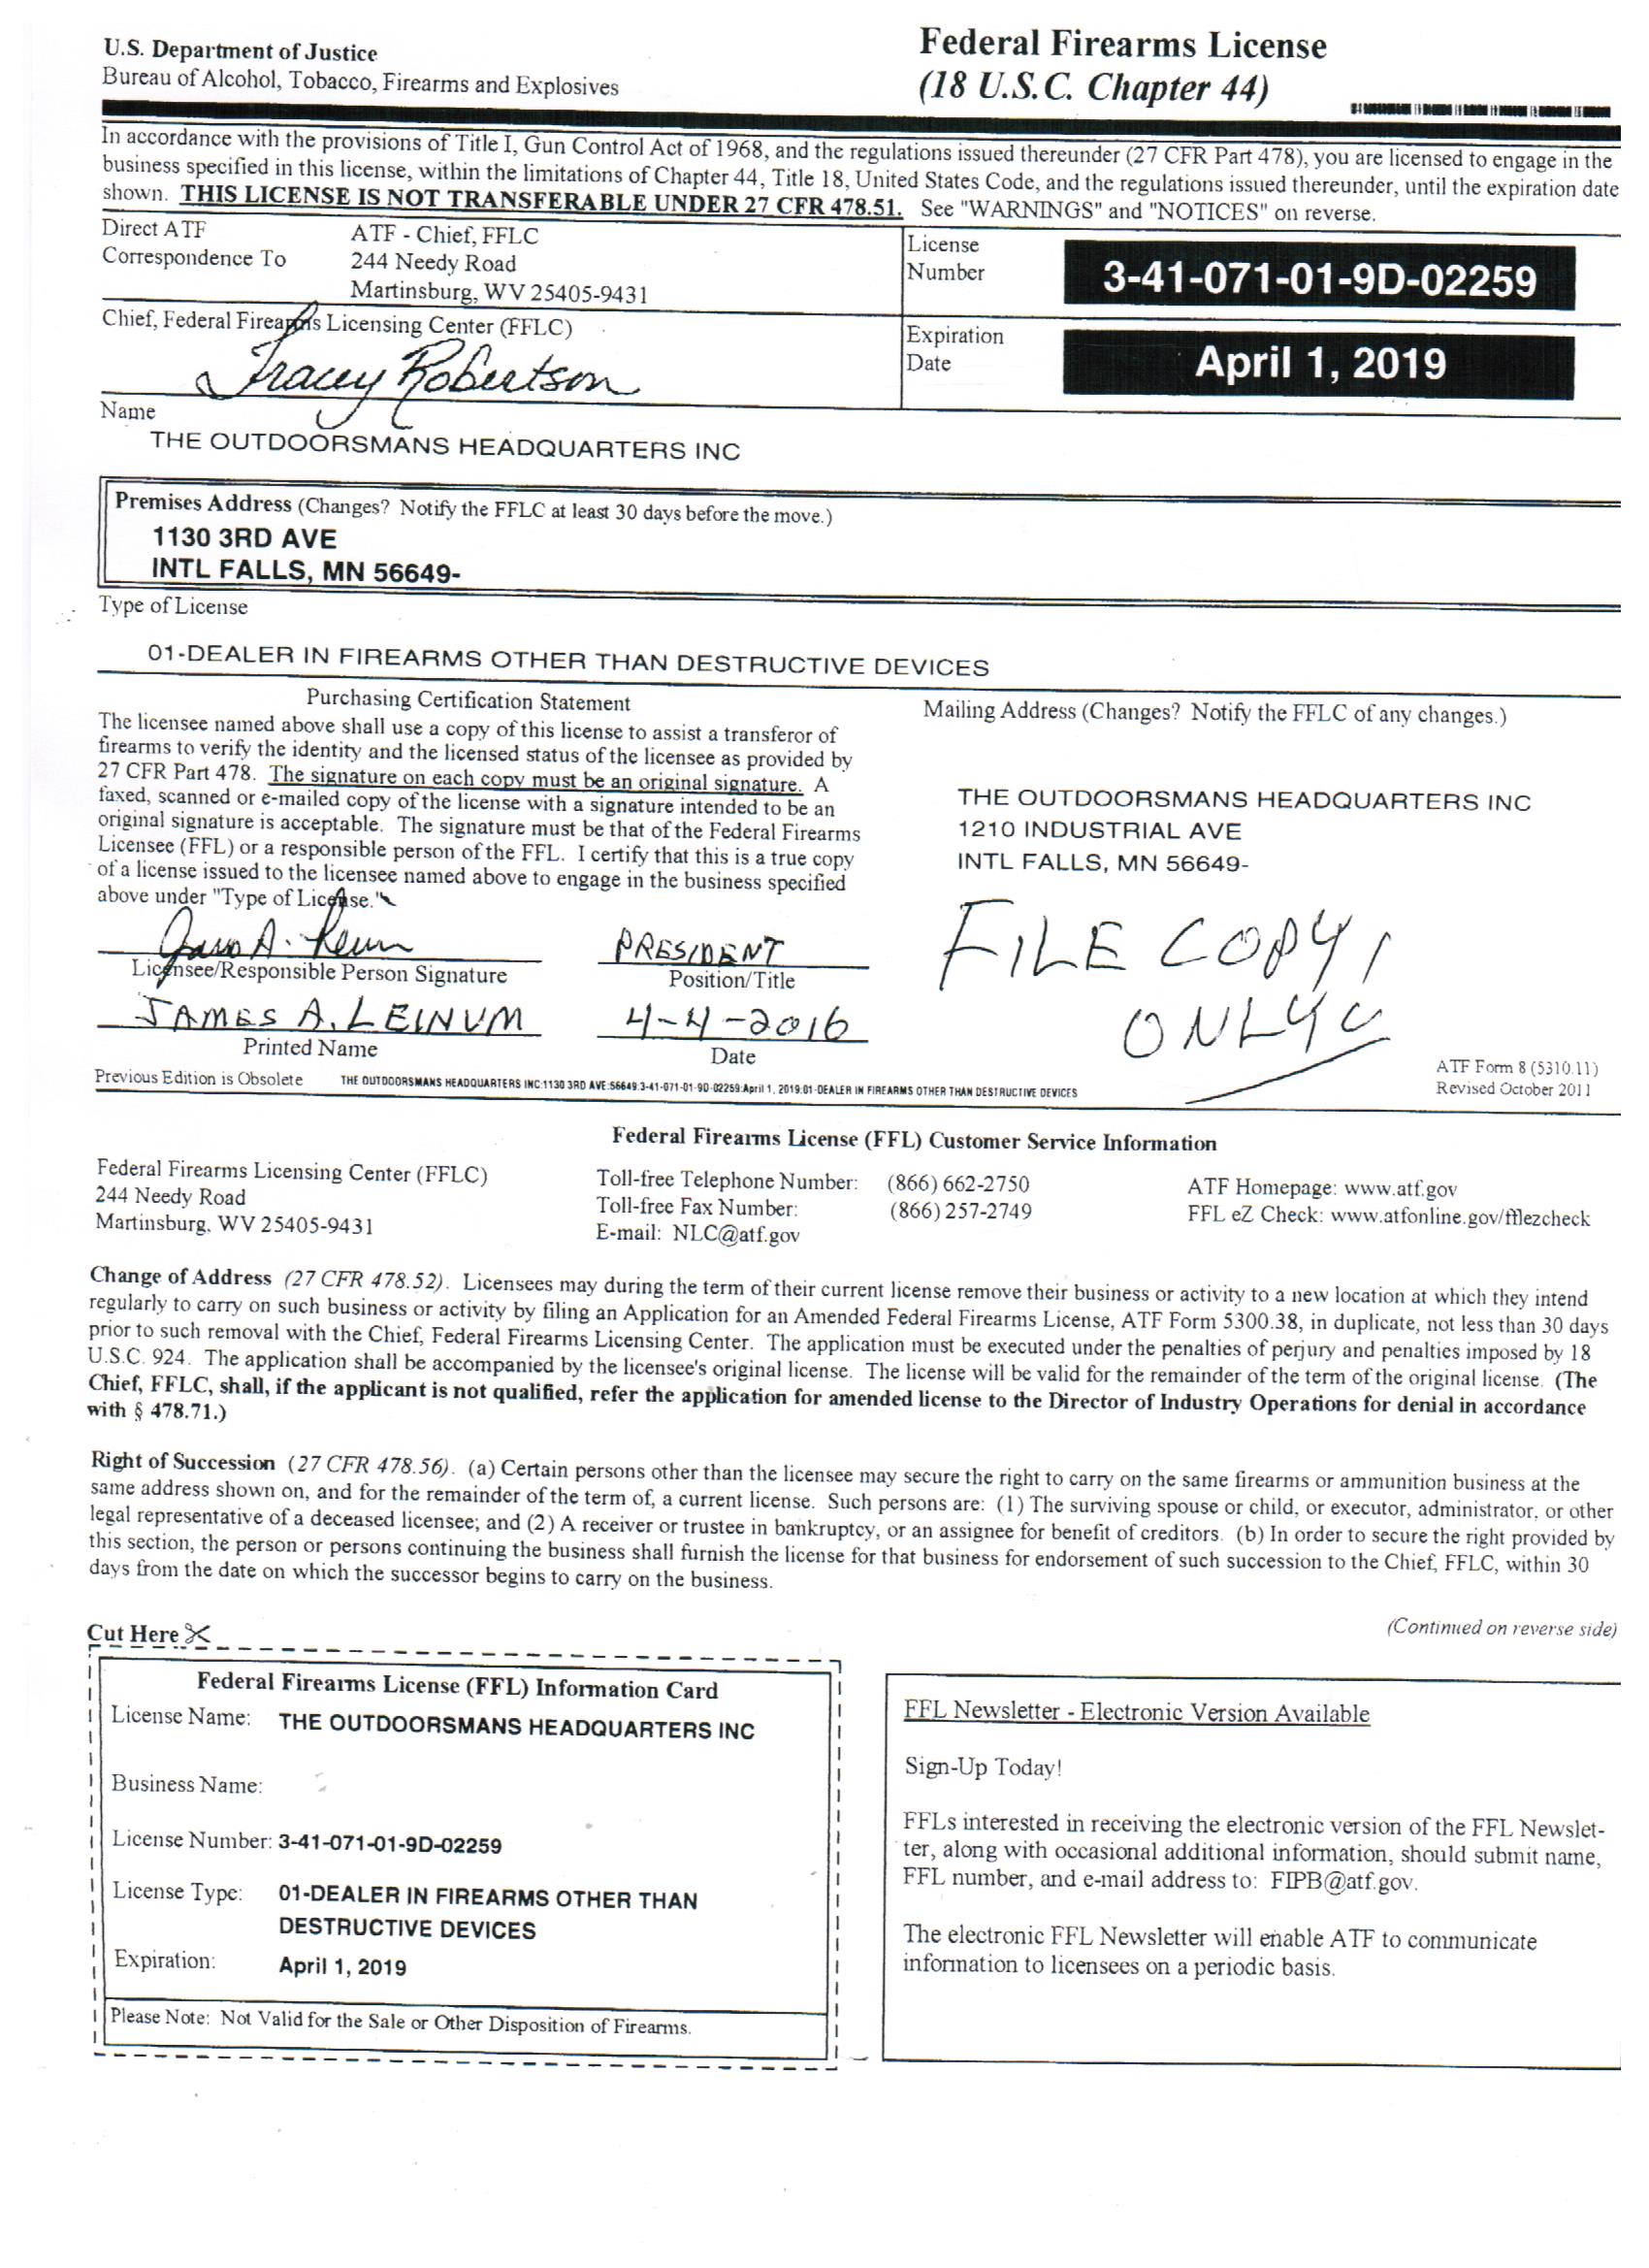 U.S. Department of Justice
Bureau of Alcohol, Tobacco, Firearms and Explosives
Federal Firearms License
(18 U.S.C. Chapter 44)
In accordance with the provisions of Title I, Gun Control Act of 1968, and the regulations issued thereunder (27 CFR Part 478), you are licensed to engage in the
business specified in this license, within the limitations of Chapter 44, Title 18, United States Code, and the regulations issued thereunder, until the expiration date
shown. THIS LICENSE IS NOT TRANSFERABLE UNDER 27 CFR 478.51. See "WARNINGS" and "NOTICES" on reverse.
Direct ATF
Correspondence To
ATF - Chief, FFLC
244 Needy Road
Martinsburg, WV 25405-9431
License
Number
3-41-071-01-9D-02259
Chief, Federal Firearms Licensing Center (FFLC)
Tracey Robertson
Expiration
Date
April 1, 2019
Name
THE OUTDOORSMANS HEADQUARTERS INC
Premises Address (Changes? Notify the FFLC at least 30 days before the move.)
1130 3RD AVE
INTL FALLS, MN 56649-
Type of License
01-DEALER IN FIREARMS OTHER THAN DESTRUCTIVE DEVICES
Purchasing Certification Statement
The licensee named above shall use a copy of this license to assist a transferor of
firearms to verify the identity and the licensed status of the licensee as provided by
27 CFR Part 478. The signature on each copy must be an original signature. A
faxed, scanned or e-mailed copy of the license with a signature intended to be an
original signature is acceptable. The signature must be that of the Federal Firearms
Licensee (FFL) or a responsible person of the FFL. I certify that this is a true copy
of a license issued to the licensee named above to engage in the business specified
above under "Type of License."
Mailing Address (Changes? Notify the FFLC of any changes.)
THE OUTDOORSMANS HEADQUARTERS INC
1210 INDUSTRIAL AVE
INTL FALLS, MN 56649-
FILE COPY
ONLY
PRESIDENT
Licensee/Responsible Person Signature
Position/Title
JAMES A. LEINUM
4-4-2016
Printed Name
Date
Previous Edition is Obsolete
THE OUTDOORSMANS HEADQUARTERS INC:1130 3RD AVE:56649:3-41-071-01-9D-02259:April 1, 2019:01-DEALER IN FIREARMS OTHER THAN DESTRUCTIVE DEVICES
ATF Form 8 (5310.11)
Revised October 2011
Federal Firearms License (FFL) Customer Service Information
Federal Firearms Licensing Center (FFLC)
244 Needy Road
Martinsburg, WV 25405-9431
Toll-free Telephone Number: (866) 662-2750
Toll-free Fax Number: (866) 257-2749
E-mail: NLC@atf.gov
ATF Homepage: www.atf.gov
FFL eZ Check: www.atfonline.gov/fflezcheck
Change of Address (27 CFR 478.52). Licensees may during the term of their current license remove their business or activity to a new location at which they intend
regularly to carry on such business or activity by filing an Application for an Amended Federal Firearms License, ATF Form 5300.38, in duplicate, not less than 30 days
prior to such removal with the Chief, Federal Firearms Licensing Center. The application must be executed under the penalties of perjury and penalties imposed by 18
U.S.C. 924. The application shall be accompanied by the licensee's original license. The license will be valid for the remainder of the term of the original license. (The
Chief, FFLC, shall, if the applicant is not qualified, refer the application for amended license to the Director of Industry Operations for denial in accordance
with § 478.71.)
Right of Succession (27 CFR 478.56). (a) Certain persons other than the licensee may secure the right to carry on the same firearms or ammunition business at the
same address shown on, and for the remainder of the term of, a current license. Such persons are: (1) The surviving spouse or child, or executor, administrator, or other
legal representative of a deceased licensee; and (2) A receiver or trustee in bankruptcy, or an assignee for benefit of creditors. (b) In order to secure the right provided by
this section, the person or persons continuing the business shall furnish the license for that business for endorsement of such succession to the Chief, FFLC, within 30
days from the date on which the successor begins to carry on the business.
(Continued on reverse side)
Cut Here
Federal Firearms License (FFL) Information Card
License Name: THE OUTDOORSMANS HEADQUARTERS INC
Business Name:
License Number: 3-41-071-01-9D-02259
License Type: 01-DEALER IN FIREARMS OTHER THAN
DESTRUCTIVE DEVICES
Expiration: April 1, 2019
Please Note: Not Valid for the Sale or Other Disposition of Firearms.
FFL Newsletter - Electronic Version Available
Sign-Up Today!
FFLs interested in receiving the electronic version of the FFL Newslet-
ter, along with occasional additional information, should submit name,
FFL number, and e-mail address to: FIPB@atf.gov.
The electronic FFL Newsletter will enable ATF to communicate
information to licensees on a periodic basis.